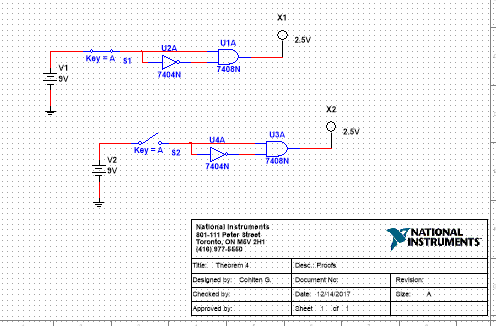 X1
2.5V
U1A
U2A
Key = A
S1
7408N
7404N
V1
9V
X2
2.5V
U3A
U4A
Key = A
S2
7408N
7404N
V2
9V
National Instruments
801-111 Peter Street
Toronto, ON M5V 2H1
(416) 977-5550
NATIONAL
INSTRUMENTS
Title: Theorem 4
Desc.: Proofs
Designed by: Cohlten G.
Document No:
Revision:
Checked by:
Date: 12/14/2017
Size: A
Approved by:
Sheet 1 of 1